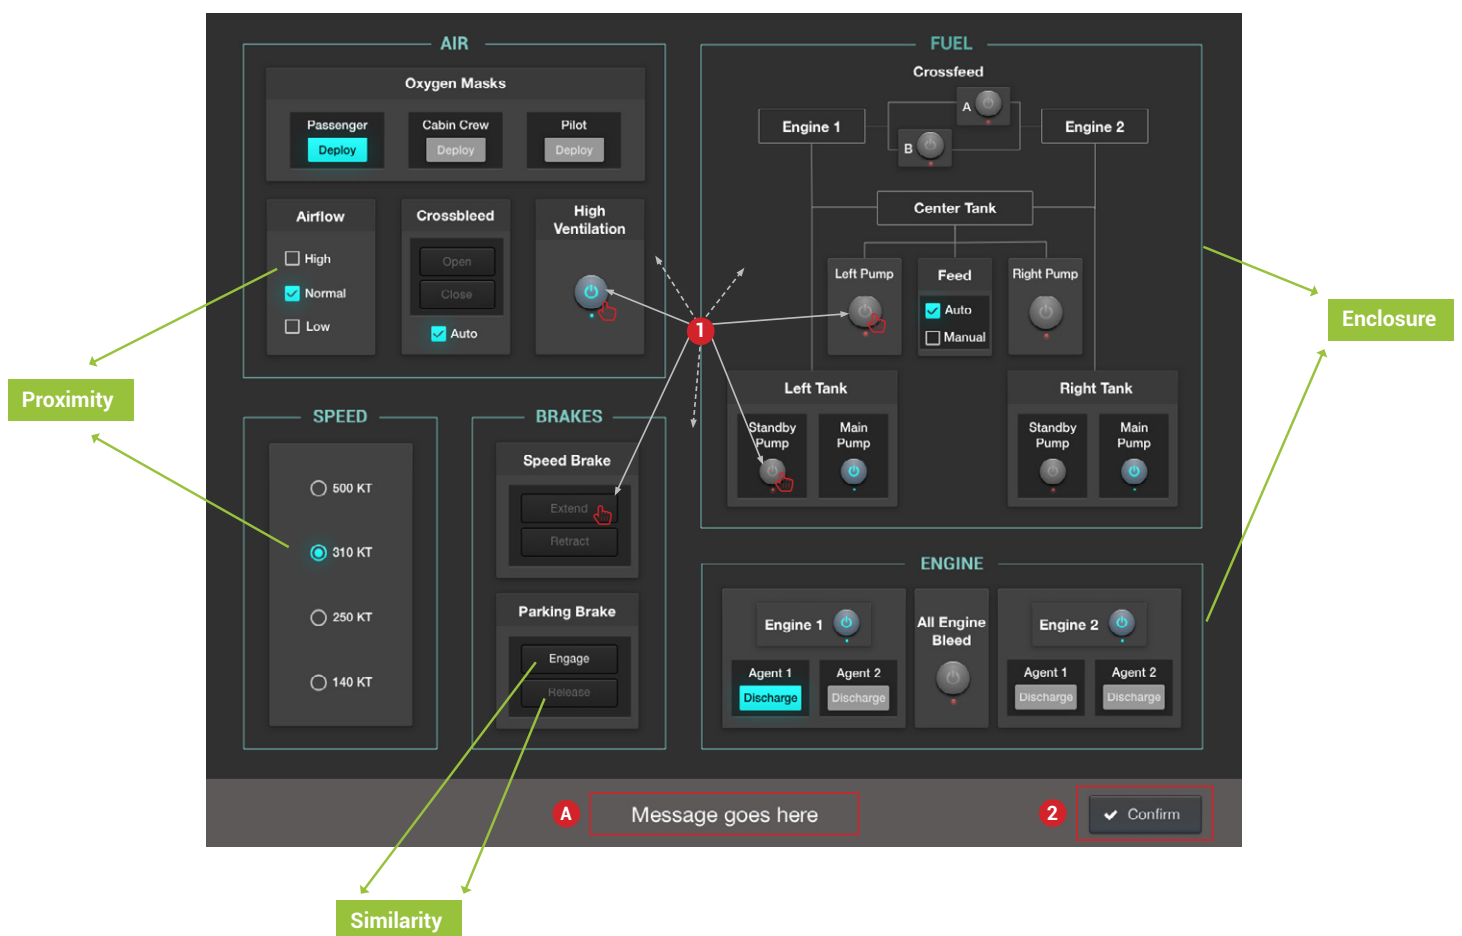 AIR
Oxygen Masks
Passenger
Deploy
Cabin Crew
Deploy
Pilot
Deploy
Airflow
High
Normal
Low
Crossbleed
Open
Close
Auto
High
Ventilation
FUEL
Crossfeed
A
B
Engine 1
Engine 2
Center Tank
Left Pump
Feed
Auto
Manual
Right Pump
Left Tank
Standby
Pump
Main
Pump
Right Tank
Standby
Pump
Main
Pump
1
Enclosure
Proximity
SPEED
500 KT
310 KT
250 KT
140 KT
BRAKES
Speed Brake
Extend
Retract
Parking Brake
Engage
Release
ENGINE
Engine 1
Agent 1
Discharge
Agent 2
Discharge
All Engine
Bleed
Engine 2
Agent 1
Discharge
Agent 2
Discharge
A
Message goes here
2
Confirm
Similarity